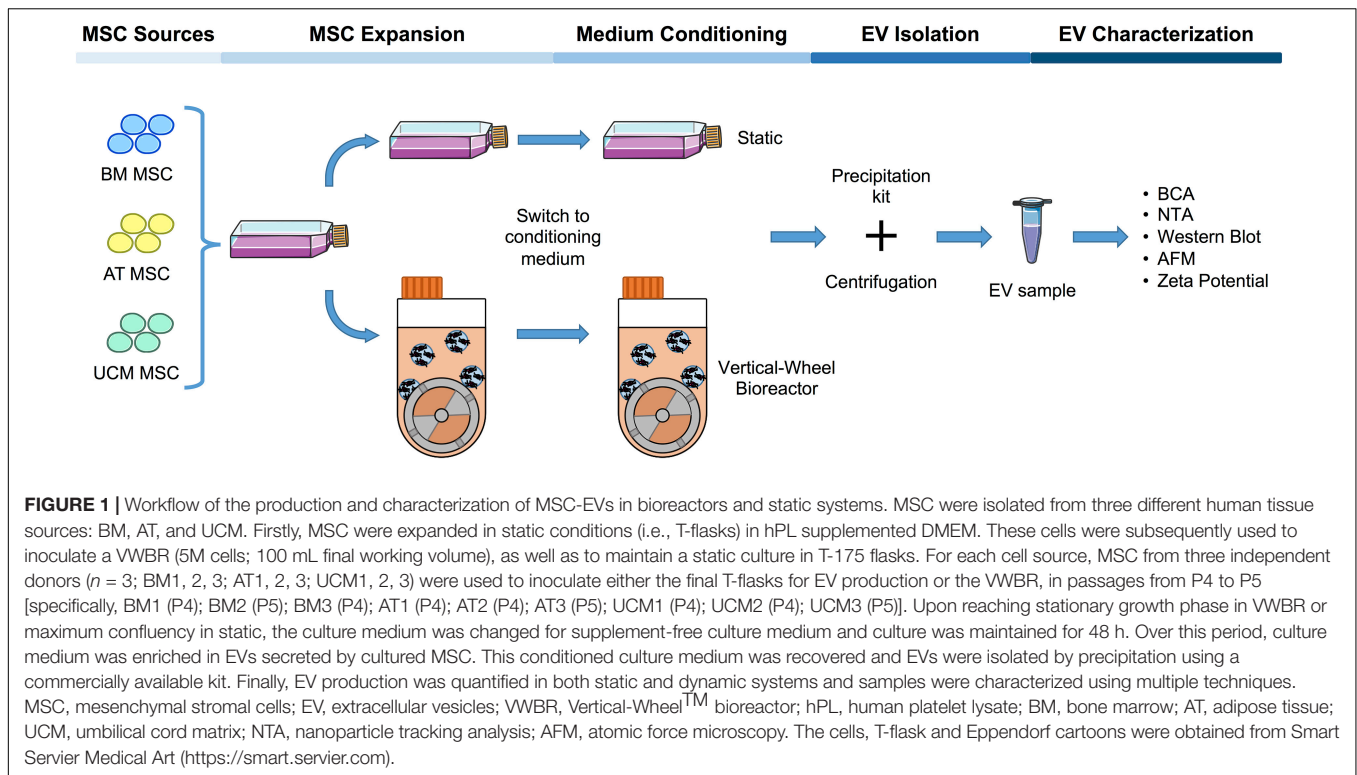 MSC Sources
MSC Expansion
Medium Conditioning
EV Isolation
EV Characterization
BM MSC
AT MSC
UCM MSC
Switch to
conditioning
medium
Static
Vertical-Wheel
Bioreactor
Precipitation
kit
+
Centrifugation
EV sample
• BCA
• NTA
• Western Blot
• AFM
• Zeta Potential
FIGURE 1 | Workflow of the production and characterization of MSC-EVs in bioreactors and static systems. MSC were isolated from three different human tissue
sources: BM, AT, and UCM. Firstly, MSC were expanded in static conditions (i.e., T-flasks) in hPL supplemented DMEM. These cells were subsequently used to
inoculate a VWBR (5M cells; 100 mL final working volume), as well as to maintain a static culture in T-175 flasks. For each cell source, MSC from three independent
donors (n = 3; BM1, 2, 3; AT1, 2, 3; UCM1, 2, 3) were used to inoculate either the final T-flasks for EV production or the VWBR, in passages from P4 to P5
[specifically, BM1 (P4); BM2 (P5); BM3 (P4); AT1 (P4); AT2 (P4); AT3 (P5); UCM1 (P4); UCM2 (P4); UCM3 (P5)]. Upon reaching stationary growth phase in VWBR or
maximum confluency in static, the culture medium was changed for supplement-free culture medium and culture was maintained for 48 h. Over this period, culture
medium was enriched in EVs secreted by cultured MSC. This conditioned culture medium was recovered and EVs were isolated by precipitation using a
commercially available kit. Finally, EV production was quantified in both static and dynamic systems and samples were characterized using multiple techniques.
MSC, mesenchymal stromal cells; EV, extracellular vesicles; VWBR, Vertical-Wheel™ bioreactor; hPL, human platelet lysate; BM, bone marrow; AT, adipose tissue;
UCM, umbilical cord matrix; NTA, nanoparticle tracking analysis; AFM, atomic force microscopy. The cells, T-flask and Eppendorf cartoons were obtained from Smart
Servier Medical Art (https://smart.servier.com).